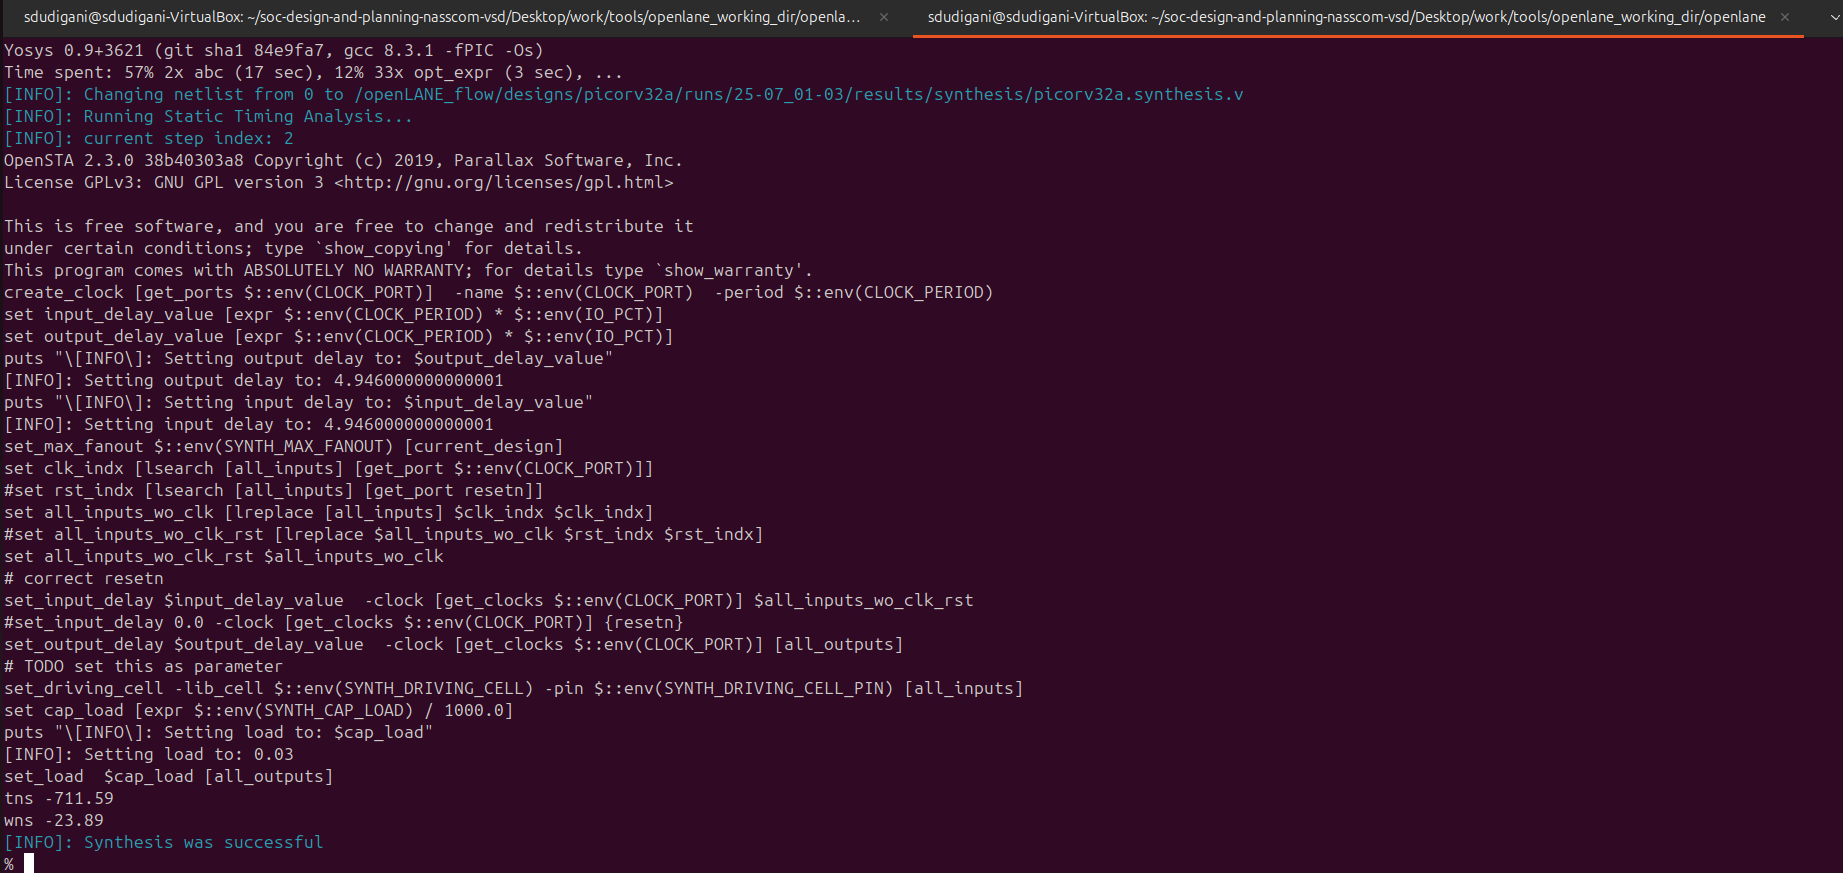 sdudigani@sdudigani-VirtualBox: ~/soc-design-and-planning-nasscom-vsd/Desktop/work/tools/openlane_working_dir/openla...
sdudigani@sdudigani-VirtualBox: ~/soc-design-and-planning-nasscom-vsd/Desktop/work/tools/openlane_working_dir/openlane
Yosys 0.9+3621 (git sha1 84e9fa7, gcc 8.3.1 -fPIC -Os)
Time spent: 57% 2x abc (17 sec), 12% 33x opt_expr (3 sec), ...
[INFO]: Changing netlist from 0 to /openLANE_flow/designs/picorv32a/runs/25-07_01-03/results/synthesis/picorv32a.synthesis.v
[INFO]: Running Static Timing Analysis...
[INFO]: current step index: 2
OpenSTA 2.3.0 38b40303a8 Copyright (c) 2019, Parallax Software, Inc.
License GPLv3: GNU GPL version 3 <http://gnu.org/licenses/gpl.html>

This is free software, and you are free to change and redistribute it
under certain conditions; type `show_copying' for details.
This program comes with ABSOLUTELY NO WARRANTY; for details type `show_warranty'.
create_clock [get_ports $::env(CLOCK_PORT)]  -name $::env(CLOCK_PORT)  -period $::env(CLOCK_PERIOD)
set input_delay_value [expr $::env(CLOCK_PERIOD) * $::env(IO_PCT)]
set output_delay_value [expr $::env(CLOCK_PERIOD) * $::env(IO_PCT)]
puts "\[INFO\]: Setting output delay to: $output_delay_value"
[INFO]: Setting output delay to: 4.946000000000001
puts "\[INFO\]: Setting input delay to: $input_delay_value"
[INFO]: Setting input delay to: 4.946000000000001
set_max_fanout $::env(SYNTH_MAX_FANOUT) [current_design]
set clk_indx [lsearch [all_inputs] [get_port $::env(CLOCK_PORT)]]
#set rst_indx [lsearch [all_inputs] [get_port resetn]]
set all_inputs_wo_clk [lreplace [all_inputs] $clk_indx $clk_indx]
#set all_inputs_wo_clk_rst [lreplace $all_inputs_wo_clk $rst_indx $rst_indx]
set all_inputs_wo_clk_rst $all_inputs_wo_clk
# correct resetn
set_input_delay $input_delay_value  -clock [get_clocks $::env(CLOCK_PORT)] $all_inputs_wo_clk_rst
#set_input_delay 0.0 -clock [get_clocks $::env(CLOCK_PORT)] {resetn}
set_output_delay $output_delay_value  -clock [get_clocks $::env(CLOCK_PORT)] [all_outputs]
# TODO set this as parameter
set_driving_cell -lib_cell $::env(SYNTH_DRIVING_CELL) -pin $::env(SYNTH_DRIVING_CELL_PIN) [all_inputs]
set cap_load [expr $::env(SYNTH_CAP_LOAD) / 1000.0]
puts "\[INFO\]: Setting load to: $cap_load"
[INFO]: Setting load to: 0.03
set_load  $cap_load [all_outputs]
tns -711.59
wns -23.89
[INFO]: Synthesis was successful
%